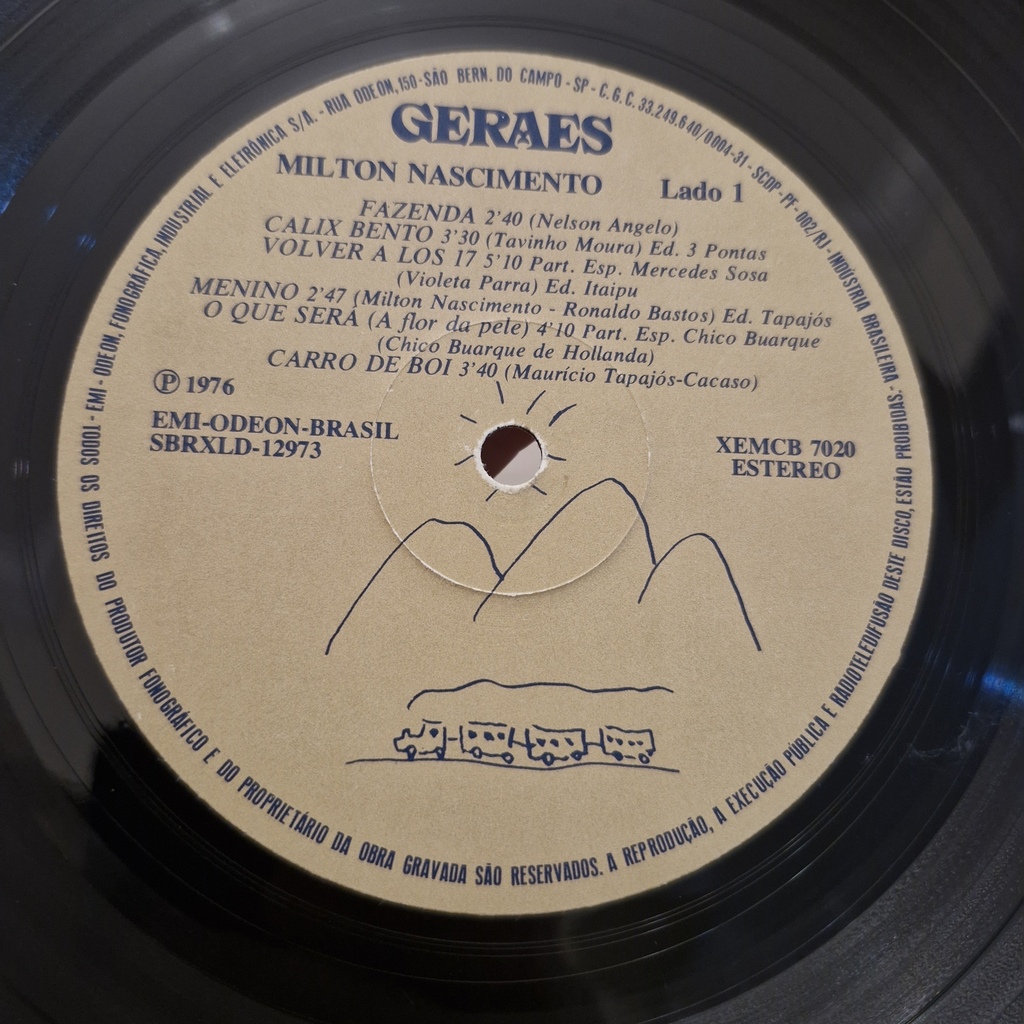 GERAES
MILTON NASCIMENTO Lado 1
FAZENDA 2'40 (Nelson Angelo)
CALIX BENTO 3'30 (Tavinho Moura) Ed. 3 Pontas
VOLVER A LOS 17 5'10 Part. Esp. Mercedes Sosa
(Violeta Parra) Ed. Itaipu
MENINO 2'47 (Milton Nascimento - Ronaldo Bastos) Ed. Tapajós
O QUE SERÁ (A flor da pele) 4'10 Part. Esp. Chico Buarque
(Chico Buarque de Hollanda)
CARRO DE BOI 3'40 (Maurício Tapajós-Cacaso)
Ⓟ 1976
EMI-ODEON-BRASIL
SBRXLD-12973
XEMCB 7020
ESTEREO
TODOS OS DIREITOS DO PRODUTOR FONOGRÁFICO E DO PROPRIETÁRIO DA OBRA GRAVADA SÃO RESERVADOS. A REPRODUÇÃO, A EXECUÇÃO PÚBLICA E RADIOTELEDIFUSÃO DESTE DISCO, ESTÃO PROIBIDAS.
- EMI - ODEON, FONOGRÁFICA, INDUSTRIAL E ELETRÔNICA S/A. - RUA ODEON, 150 - SÃO BERN. DO CAMPO - SP - C.G.C. 33.249.640/0004-31 - SCDP - PF - 002/RJ - INDÚSTRIA BRASILEIRA -